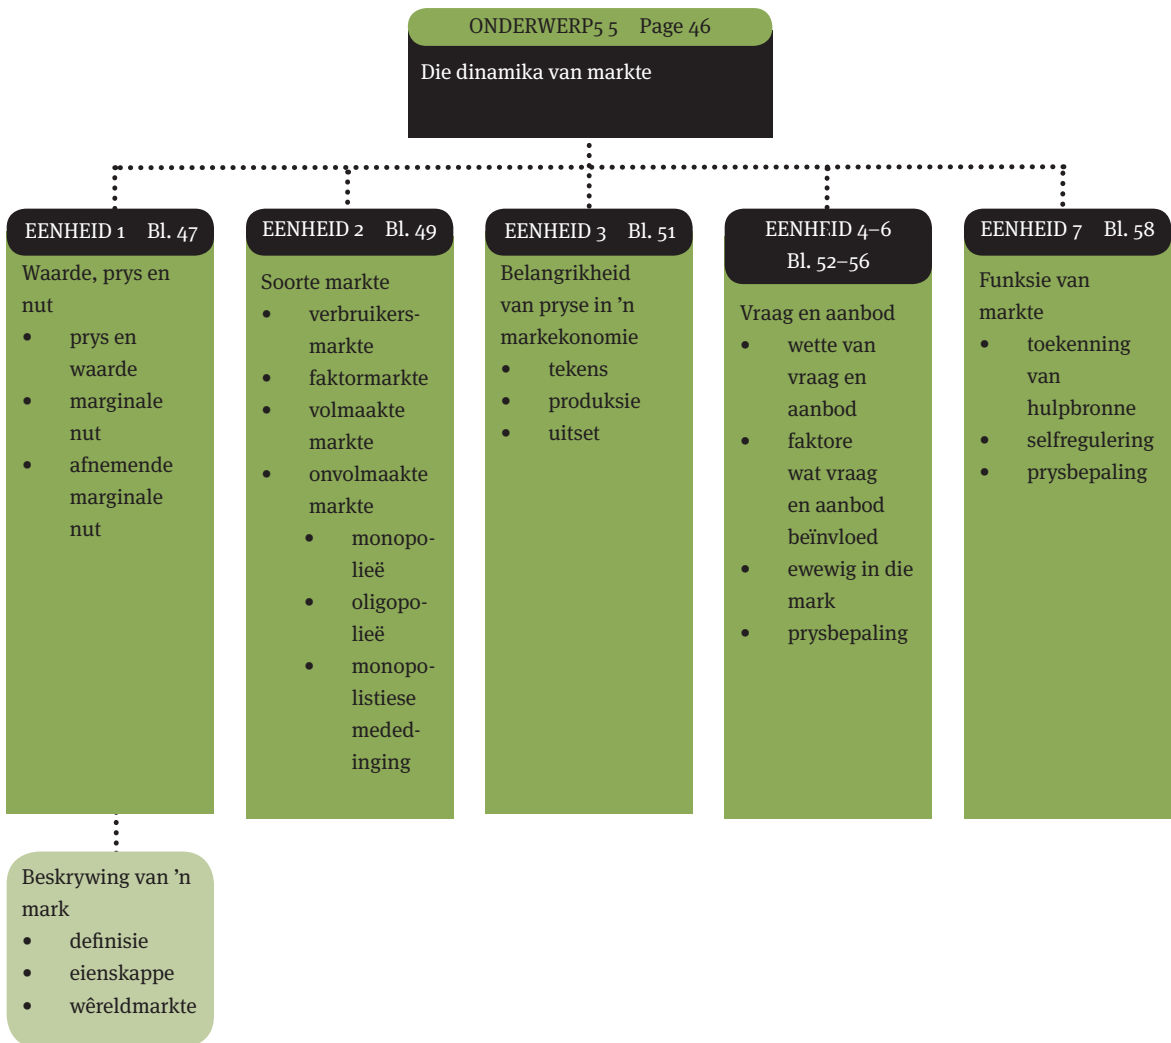 ONDERWERP5 5 Page 46
Die dinamika van markte
EENHEID 1 Bl. 47
Waarde, prys en
nut
• prys en
waarde
• marginale
nut
• afnemende
marginale
nut
Beskrywing van ’n
mark
• definisie
• eienskappe
• wêreldmarkte
EENHEID 2 Bl. 49
Soorte markte
• verbruikers-
markte
• faktormarkte
• volmaakte
markte
• onvolmaakte
markte
• monopo-
lieë
• oligopo-
lieë
• monopo-
listiese
meded-
inging
EENHEID 3 Bl. 51
Belangrikheid
van pryse in ’n
markekonomie
• tekens
• produksie
• uitset
EENHEID 4–6
Bl. 52–56
Vraag en aanbod
• wette van
vraag en
aanbod
• faktore
wat vraag
en aanbod
beïnvloed
• ewewig in die
mark
• prysbepaling
EENHEID 7 Bl. 58
Funksie van
markte
• toekenning
van
hulpbronne
• selfregulering
• prysbepaling